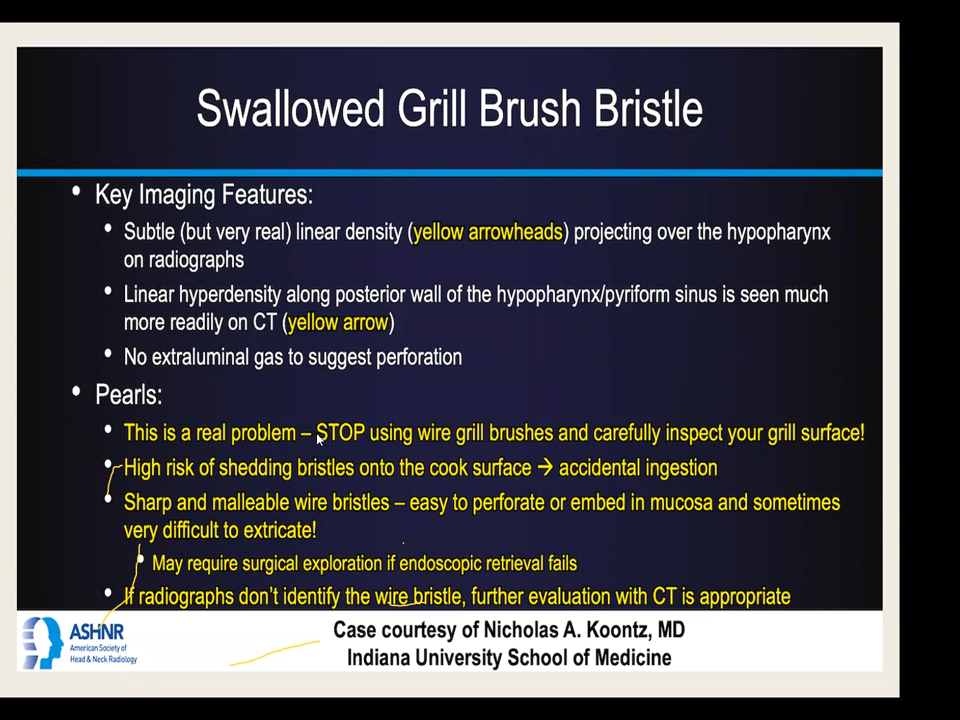 Swallowed Grill Brush Bristle
• Key Imaging Features:
• Subtle (but very real) linear density (yellow arrowheads) projecting over the hypopharynx
on radiographs
• Linear hyperdensity along posterior wall of the hypopharynx/pyriform sinus is seen much
more readily on CT (yellow arrow)
• No extraluminal gas to suggest perforation
• Pearls:
• This is a real problem – STOP using wire grill brushes and carefully inspect your grill surface!
• High risk of shedding bristles onto the cook surface → accidental ingestion
• Sharp and malleable wire bristles – easy to perforate or embed in mucosa and sometimes
very difficult to extricate!
• May require surgical exploration if endoscopic retrieval fails
• If radiographs don't identify the wire bristle, further evaluation with CT is appropriate
ASHNR
American Society of
Head & Neck Radiology
Case courtesy of Nicholas A. Koontz, MD
Indiana University School of Medicine